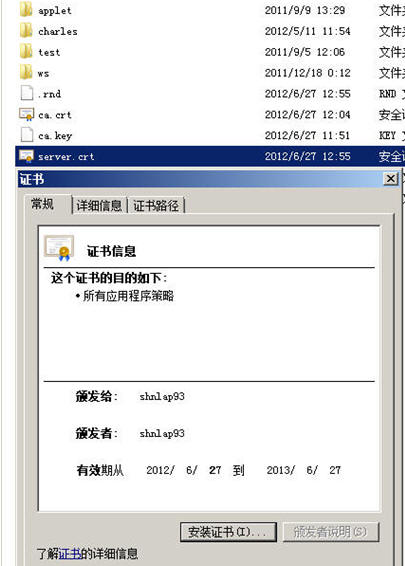 applet 2011/9/9 13:29 文件
charles 2012/5/11 11:54 文件
test 2011/9/5 12:06 文件
ws 2011/12/18 0:12 文件
.rnd 2012/6/27 12:55 RND
ca.crt 2012/6/27 12:04 安全
ca.key 2012/6/27 11:51 KEY
server.crt 2012/6/27 12:55 安全
证书
常规 详细信息 证书路径
证书信息
这个证书的目的如下:
• 所有应用程序策略
颁发给: shnlap93
颁发者: shnlap93
有效期从 2012/ 6/ 27 到 2013/ 6/ 27
安装证书(I)... 颁发者说明(S)
了解证书的详细信息